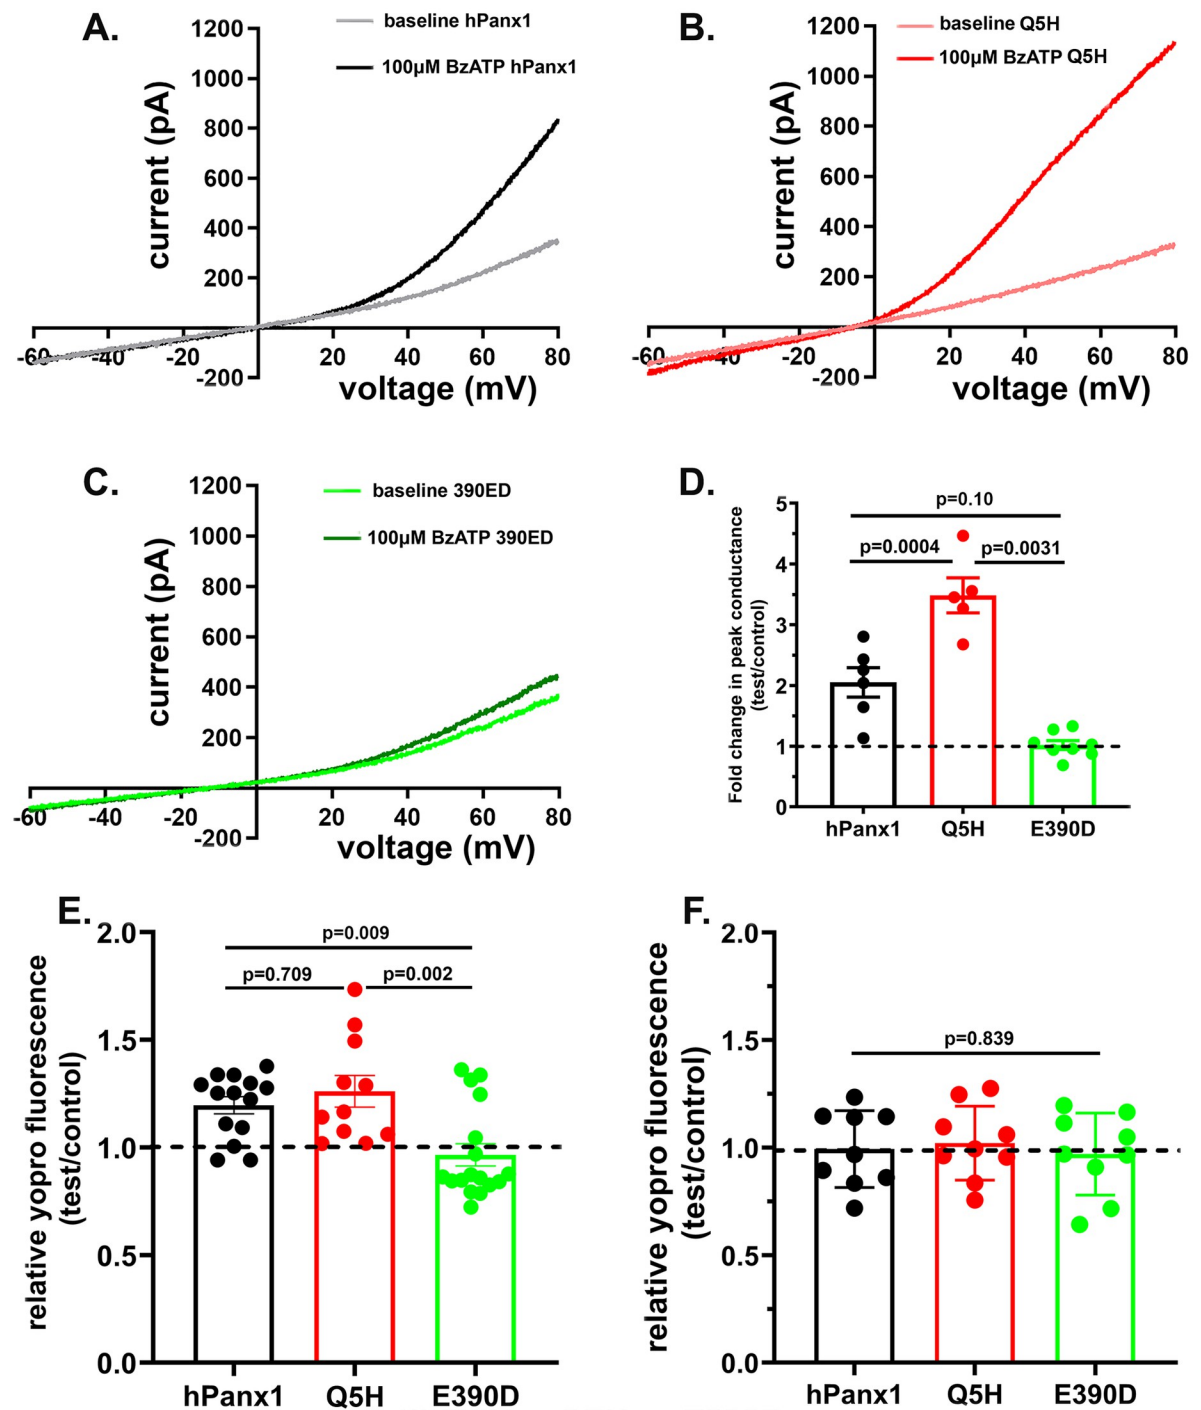 A.
baseline hPanx1
100µM BzATP hPanx1
1200
1000
800
600
400
200
-200
-60
-40
-20
20
40
60
80
current (pA)
voltage (mV)
B.
baseline Q5H
100µM BzATP Q5H
1200
1000
800
600
400
200
-200
-60
-40
-20
20
40
60
80
current (pA)
voltage (mV)
C.
baseline 390ED
100µM BzATP 390ED
1200
1000
800
600
400
200
-200
-60
-40
-20
20
40
60
80
current (pA)
voltage (mV)
D.
Fold change in peak conductance
(test/control)
5
4
3
2
1
0
p=0.10
p=0.0004
p=0.0031
hPanx1
Q5H
E390D
E.
relative yopro fluorescence
(test/control)
2.0
1.5
1.0
0.5
0.0
p=0.009
p=0.709
p=0.002
hPanx1
Q5H
E390D
F.
relative yopro fluorescence
(test/control)
2.0
1.5
1.0
0.5
0.0
p=0.839
hPanx1
Q5H
E390D